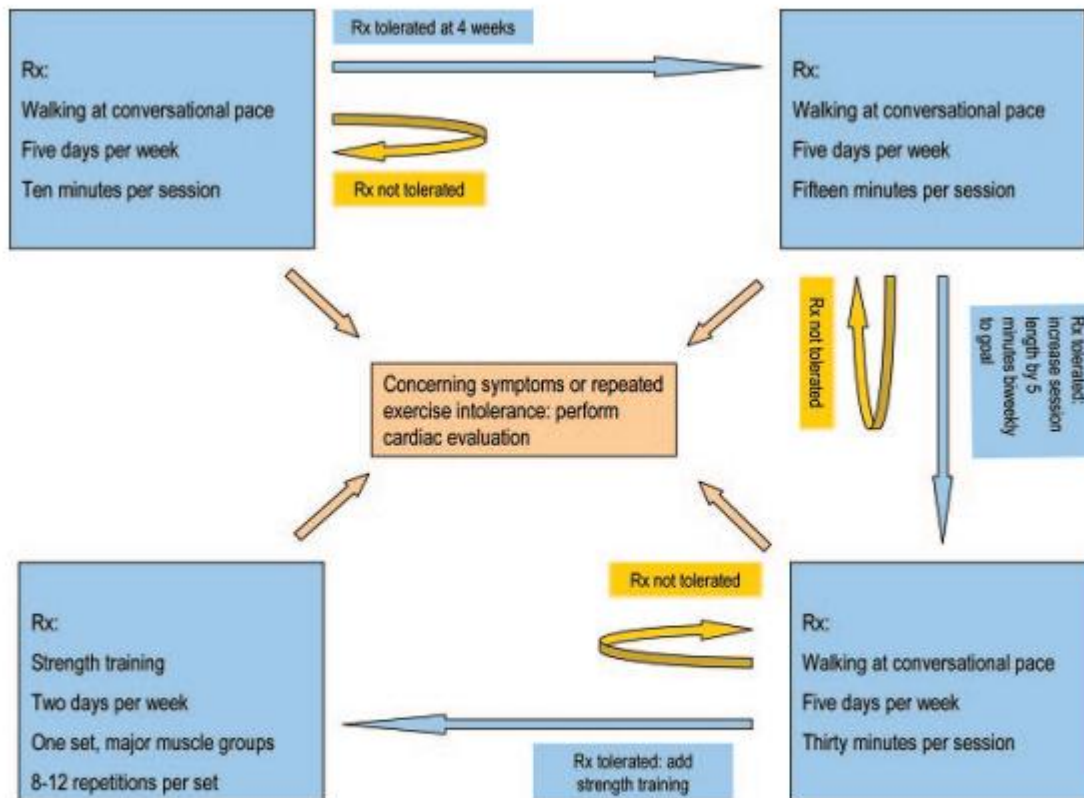 Rx tolerated at 4 weeks
Rx:
Walking at conversational pace
Five days per week
Ten minutes per session
Rx not tolerated
Rx:
Walking at conversational pace
Five days per week
Fifteen minutes per session
Rx not tolerated
Rx tolerated:
increase session
length by 5
minutes biweekly
to goal
Concerning symptoms or repeated
exercise intolerance: perform
cardiac evaluation
Rx not tolerated
Rx:
Walking at conversational pace
Five days per week
Thirty minutes per session
Rx tolerated: add
strength training
Rx:
Strength training
Two days per week
One set, major muscle groups
8-12 repetitions per set